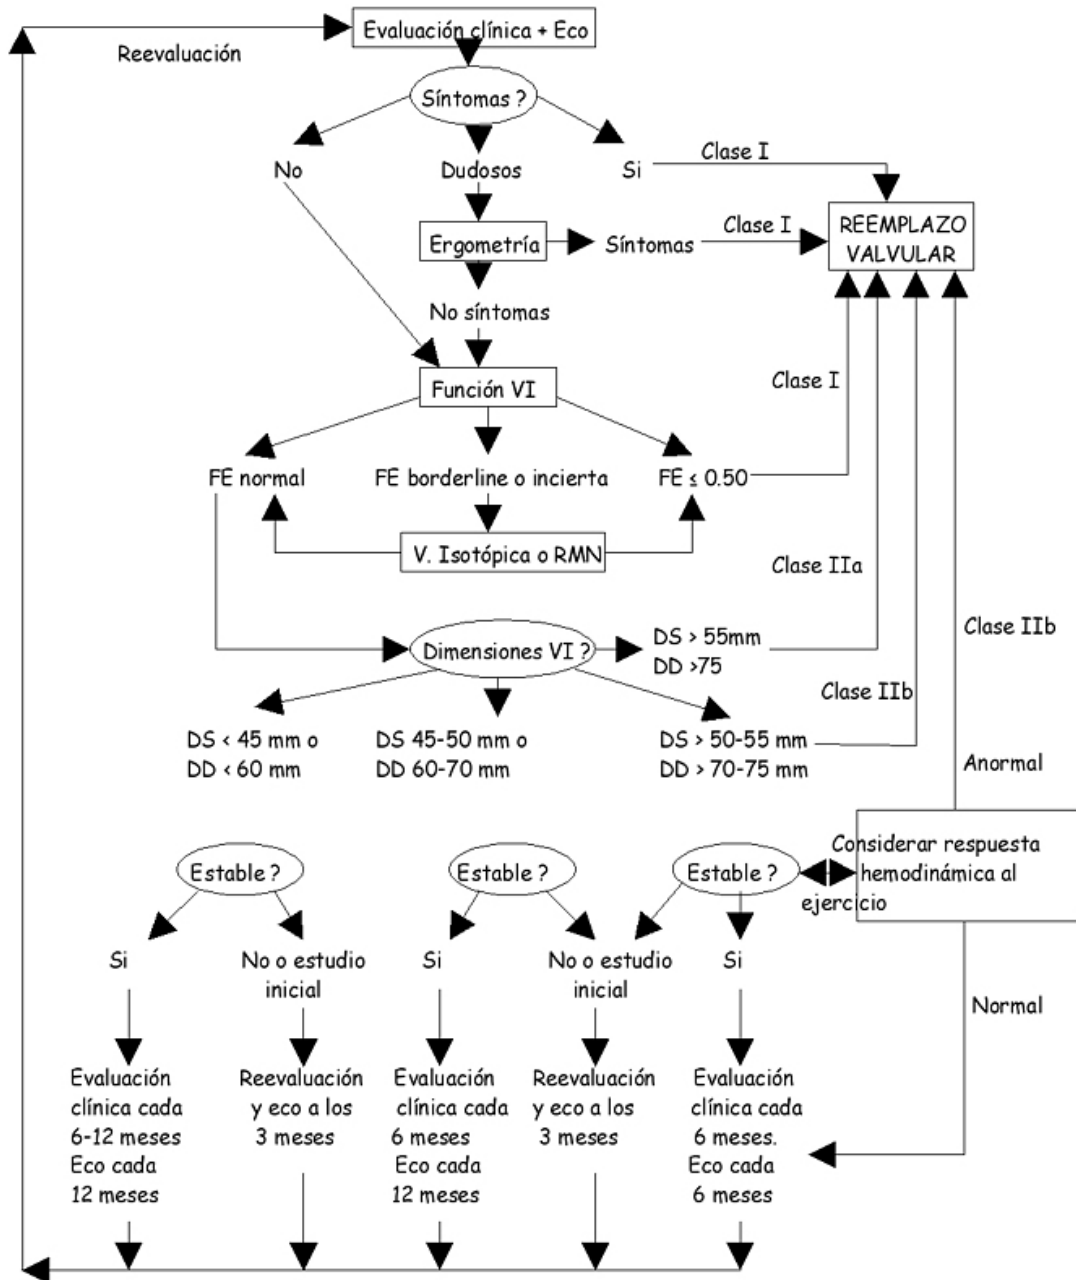 Evaluación clínica + Eco
Reevaluación
Síntomas ?
No
Dudosos
Si
Clase I
Ergometría
Síntomas
Clase I
REEMPLAZO
VALVULAR
No síntomas
Función VI
Clase I
FE normal
FE borderline o incierta
FE ≤ 0.50
V. Isotópica o RMN
Clase IIa
Dimensiones VI ?
DS > 55mm
DD >75
Clase IIb
Clase IIb
DS < 45 mm o
DD < 60 mm
DS 45-50 mm o
DD 60-70 mm
DS > 50-55 mm
DD > 70-75 mm
Anormal
Considerar respuesta
hemodinámica al
ejercicio
Estable ?
Estable ?
Estable ?
Si
No o estudio
inicial
Si
No o estudio
inicial
Si
Normal
Evaluación
clínica cada
6-12 meses
Eco cada
12 meses
Reevaluación
y eco a los
3 meses
Evaluación
clínica cada
6 meses
Eco cada
12 meses
Reevaluación
y eco a los
3 meses
Evaluación
clínica cada
6 meses.
Eco cada
6 meses